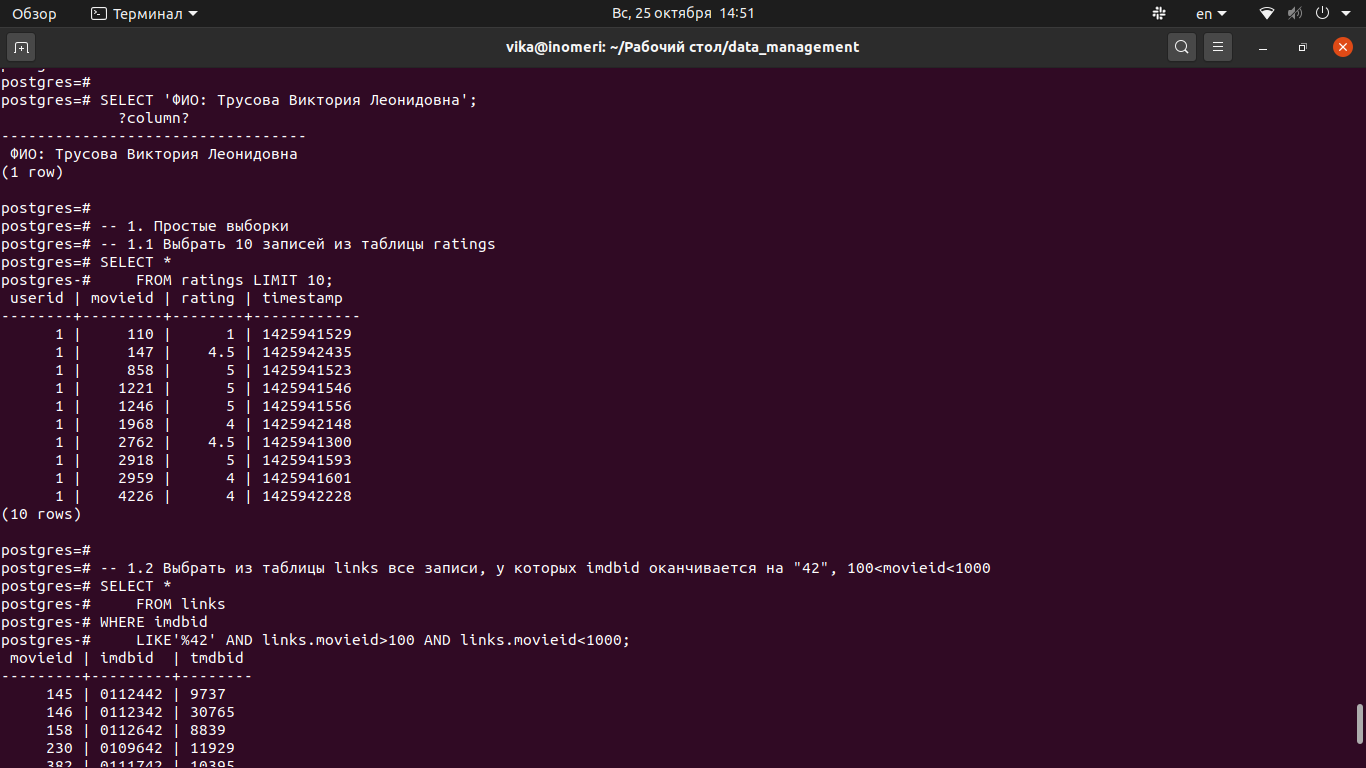 Обзор
Терминал
Вс, 25 октября 14:51
en
vika@inomeri: ~/Рабочий стол/data_management
postgres=#
postgres=# SELECT 'ФИО: Трусова Виктория Леонидовна';
?column?
----------------------------------
ФИО: Трусова Виктория Леонидовна
(1 row)
postgres=#
postgres=# -- 1. Простые выборки
postgres=# -- 1.1 Выбрать 10 записей из таблицы ratings
postgres=# SELECT *
postgres-#     FROM ratings LIMIT 10;
userid | movieid | rating | timestamp
--------+---------+--------+------------
1 |     110 |      1 | 1425941529
1 |     147 |    4.5 | 1425942435
1 |     858 |      5 | 1425941523
1 |    1221 |      5 | 1425941546
1 |    1246 |      5 | 1425941556
1 |    1968 |      4 | 1425942148
1 |    2762 |    4.5 | 1425941300
1 |    2918 |      5 | 1425941593
1 |    2959 |      4 | 1425941601
1 |    4226 |      4 | 1425942228
(10 rows)
postgres=#
postgres=# -- 1.2 Выбрать из таблицы links все записи, у которых imdbid оканчивается на "42", 100<movieid<1000
postgres=# SELECT *
postgres-#     FROM links
postgres-# WHERE imdbid
postgres-#     LIKE'%42' AND links.movieid>100 AND links.movieid<1000;
movieid | imdbid  | tmdbid
---------+---------+--------
145 | 0112442 | 9737
146 | 0112342 | 30765
158 | 0112642 | 8839
230 | 0109642 | 11929
382 | 0111742 | 10395